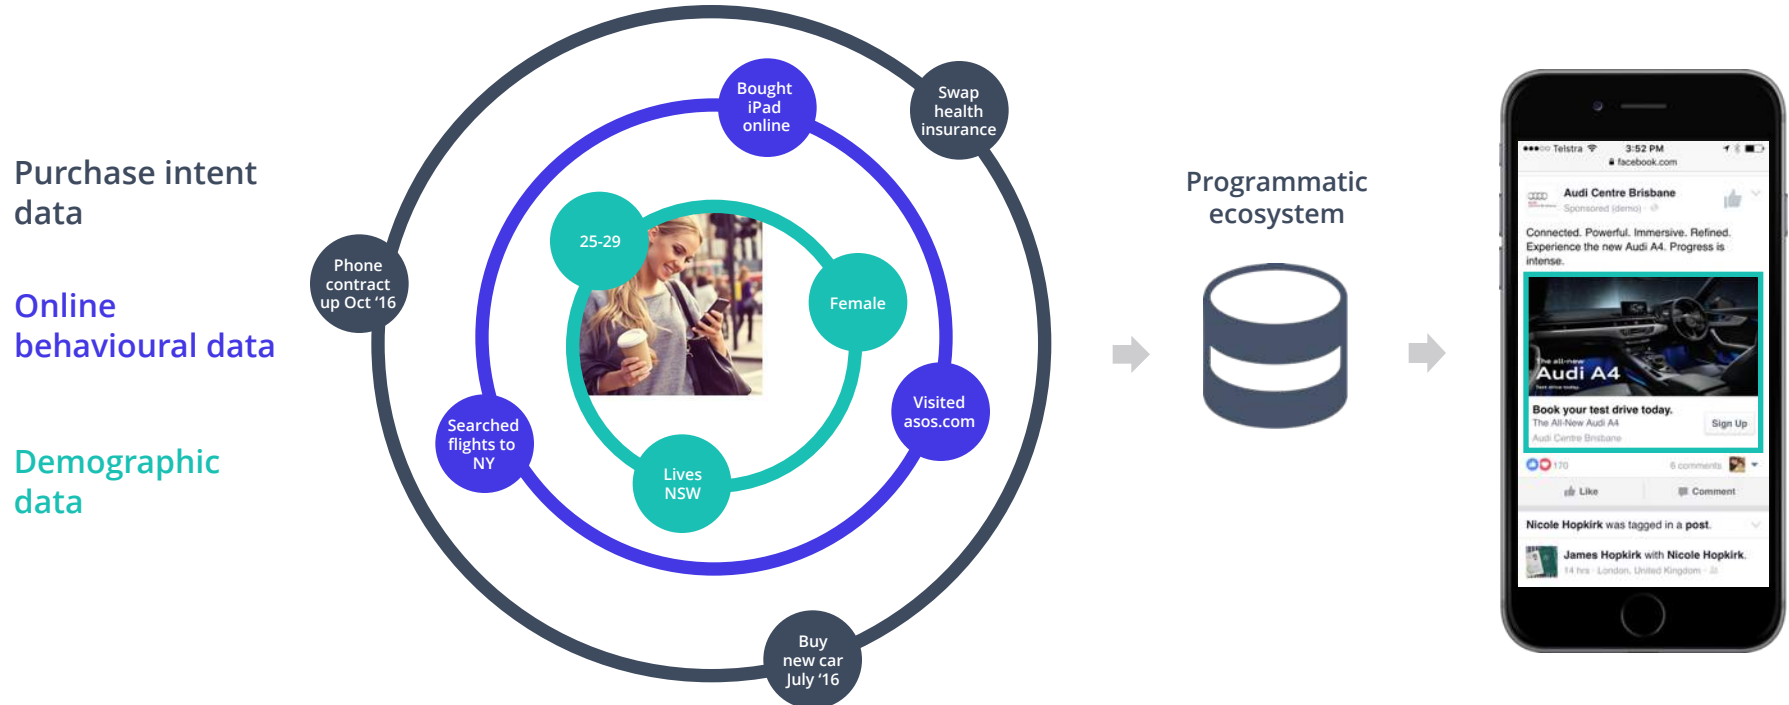 Purchase intent
data
Online
behavioural data
Demographic
data
Bought
iPad
online
Swap
health
insurance
25-29
Phone
contract
up Oct ‘16
Female
Searched
flights to
NY
Visited
asos.com
Lives
NSW
Buy
new car
July ‘16
Programmatic
ecosystem
Telstra 3:52 PM
facebook.com
Audi Centre Brisbane
Sponsored (demo) ·
Connected. Powerful. Immersive. Refined.
Experience the new Audi A4. Progress is
intense.
The all-new
Audi A4
Test drive today.
Book your test drive today.
The All-New Audi A4
Sign Up
Audi Centre Brisbane
170
6 comments
Like
Comment
Nicole Hopkirk was tagged in a post.
James Hopkirk with Nicole Hopkirk.
14 hrs · London, United Kingdom ·